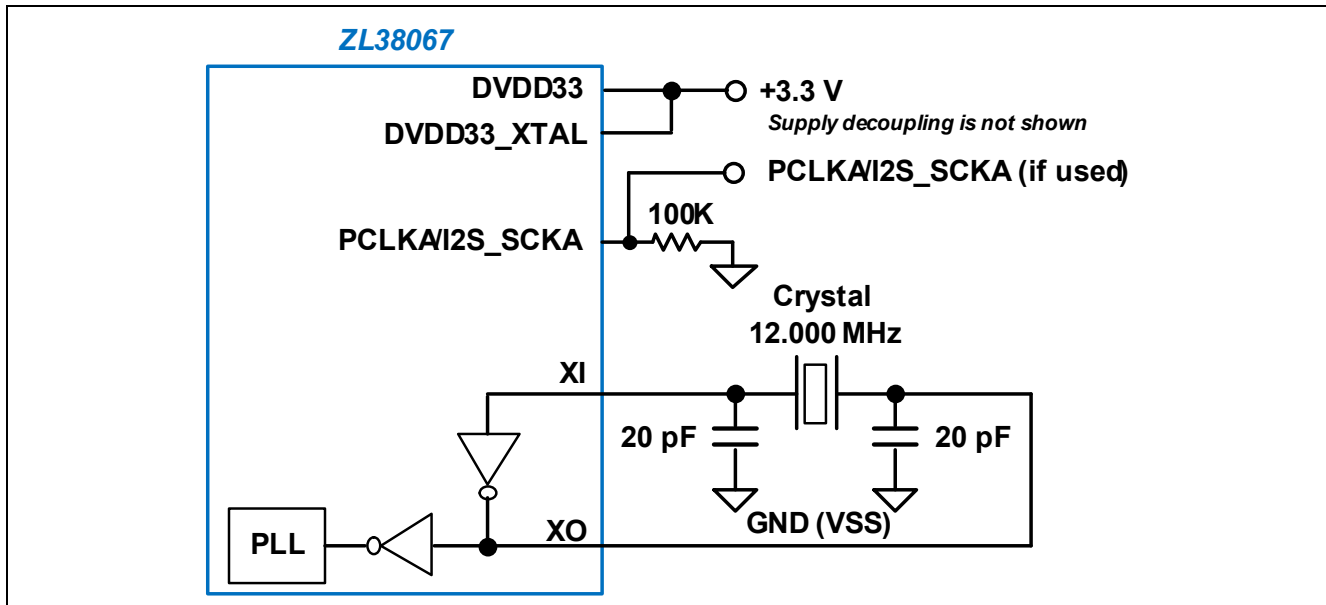 ZL38067
DVDD33
+3.3 V
Supply decoupling is not shown
DVDD33_XTAL
PCLKA/I2S_SCKA (if used)
100K
PCLKA/I2S_SCKA
Crystal
12.000 MHz
XI
20 pF
20 pF
GND (VSS)
XO
PLL